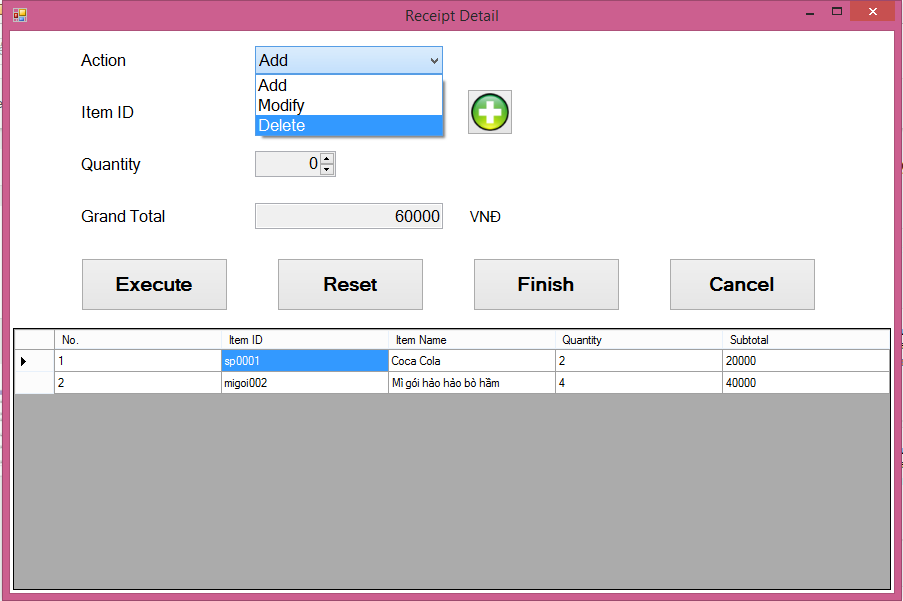 Receipt Detail
Action
Add
Add
Modify
Delete
Item ID
Quantity
0
Grand Total
60000
VNĐ
Execute Reset Finish Cancel
No. Item ID Item Name Quantity Subtotal
1 sp0001 Coca Cola 2 20000
2 migoi002 Mì gói hảo hảo bò hầm 4 40000